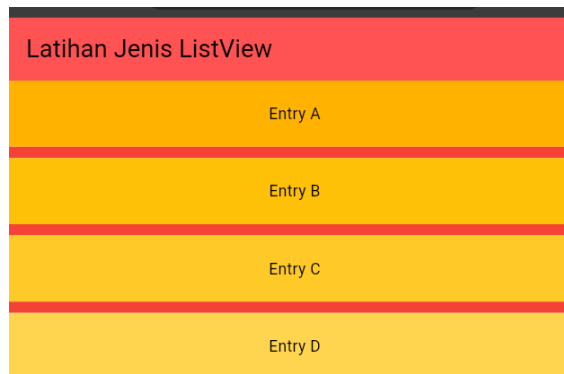 Latihan Jenis ListView
Entry A
Entry B
Entry C
Entry D